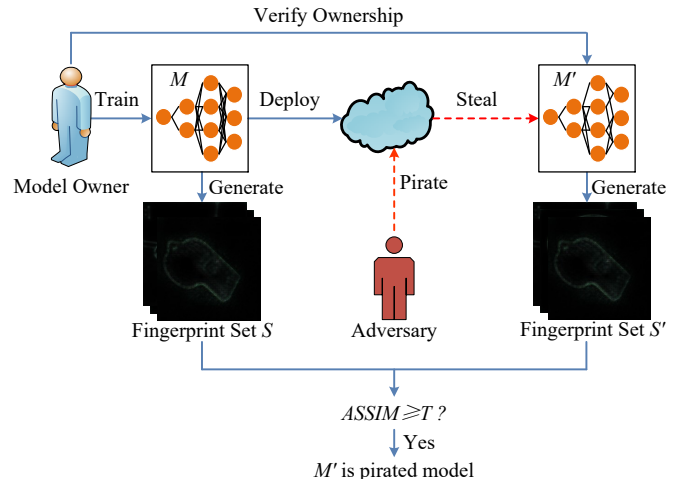 Verify Ownership
M
M'
Train
Deploy
Steal
Model Owner
Generate
Pirate
Generate
Fingerprint Set S
Adversary
Fingerprint Set S'
ASSIM⩾T ?
Yes
M' is pirated model